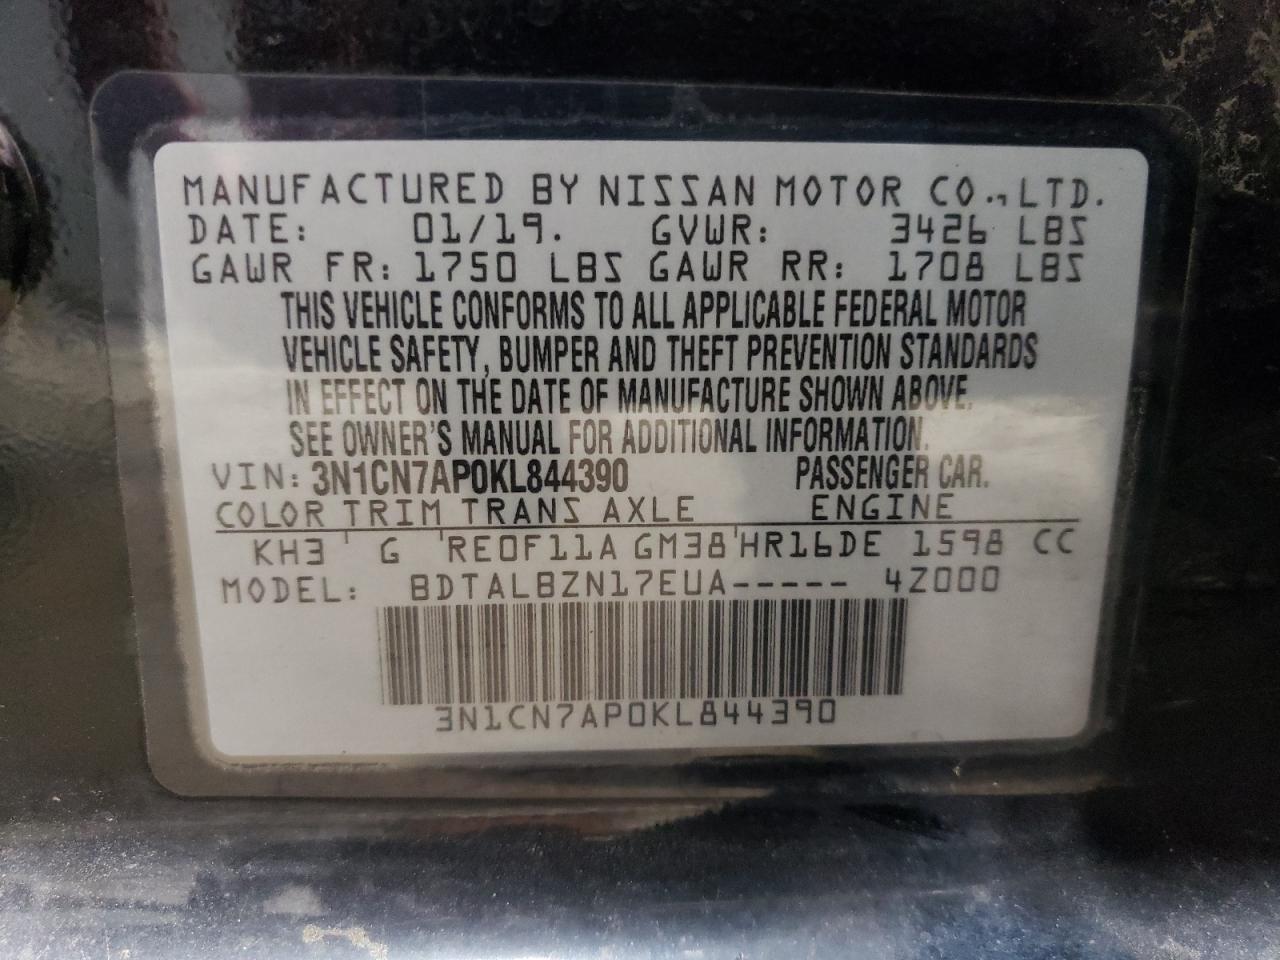 MANUFACTURED BY NISSAN MOTOR CO., LTD.
DATE: 01/19. GVWR: 3426 LBS
GAWR FR: 1750 LBS GAWR RR: 1708 LBS
THIS VEHICLE CONFORMS TO ALL APPLICABLE FEDERAL MOTOR
VEHICLE SAFETY, BUMPER AND THEFT PREVENTION STANDARDS
IN EFFECT ON THE DATE OF MANUFACTURE SHOWN ABOVE.
SEE OWNER'S MANUAL FOR ADDITIONAL INFORMATION.
VIN: 3N1CN7AP0KL844390 PASSENGER CAR.
COLOR TRIM TRANS AXLE ENGINE
KH3 ' G 'RE0F11A GM38'HR16DE 1598 CC
MODEL: BDTALBZN17EUA----- 4Z000
3N1CN7AP0KL844390